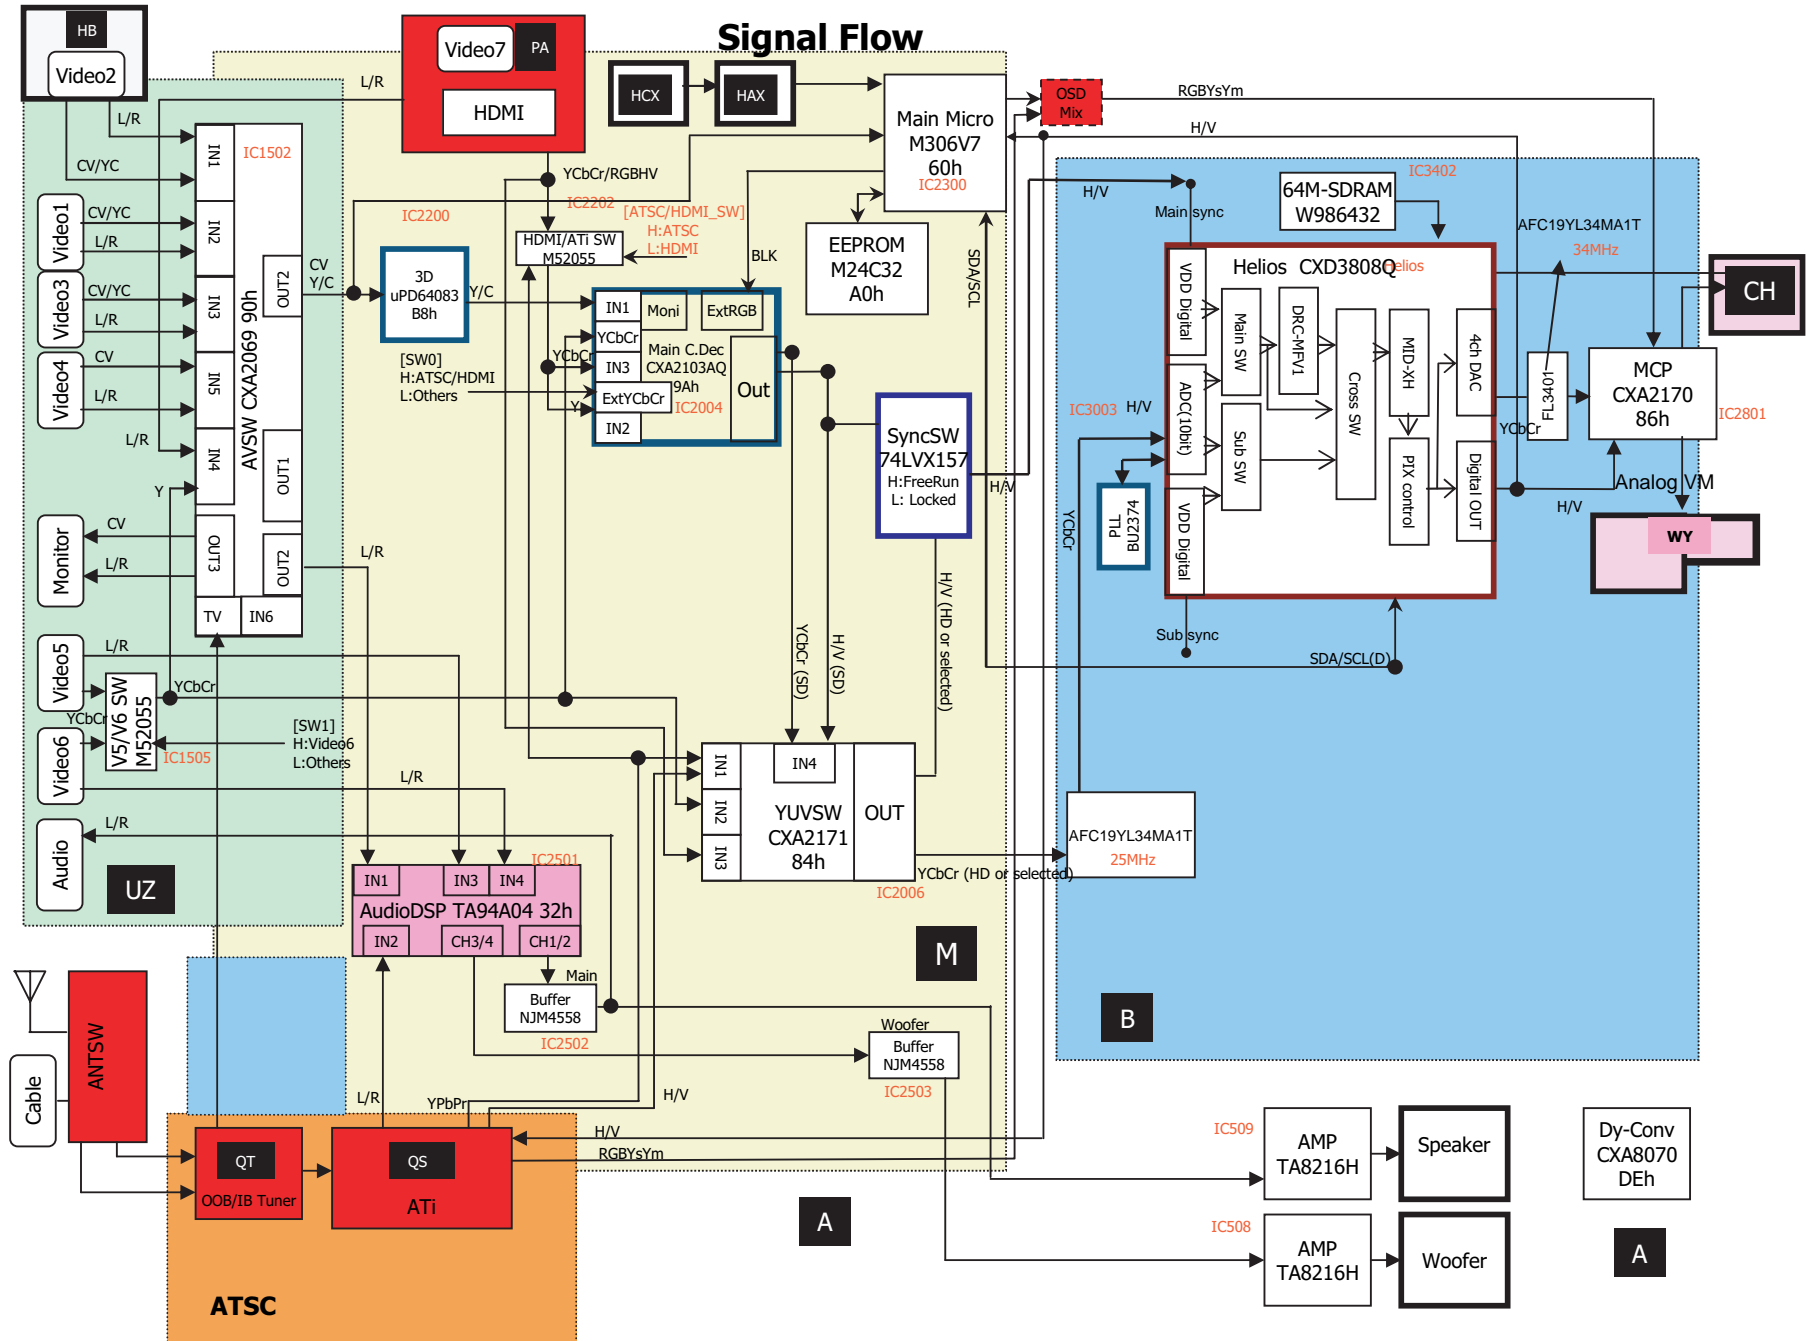 Signal Flow
HB
Video2
L/R
CV/YC
Video7
PA
HDMI
L/R
HCX
HAX
Main Micro
M306V7
60h
IC2300
OSD
Mix
RGBYsYm
H/V
IN1
IC1502
IN2
IN3
IN5
IN4
OUT2
OUT1
OUT2
OUT3
TV
IN6
AVSW CXA2069 90h
Video1
CV/YC
L/R
Video3
CV/YC
L/R
Video4
CV
L/R
L/R
Y
Monitor
CV
L/R
CV
Y/C
L/R
IC2200
3D
uPD64083
B8h
Y/C
YCbCr/RGBHV
IC2202
[ATSC/HDMI_SW]
H:ATSC
L:HDMI
HDMI/ATi SW
M52055
BLK
EEPROM
M24C32
A0h
SDA/SCL
[SW0]
H:ATSC/HDMI
L:Others
IN1
Moni
ExtRGB
YCbCr
YCbCr
IN3
Main C.Dec
CXA2103AQ
9Ah
ExtYCbCr
IC2004
Y
IN2
Out
SyncSW
74LVX157
H:FreeRun
L: Locked
H/V
H/V
Main sync
64M-SDRAM
W986432
IC3402
AFC19YL34MA1T
34MHz
Helios CXD3808Q
Helios
VDD Digital
ADC(10bit)
VDD Digital
Main SW
Sub SW
DRC-MFV1
Cross SW
MID-XH
PIX control
4ch DAC
Digital OUT
FL3401
YCbCr
MCP
CXA2170
86h
IC2801
CH
Analog VM
H/V
WY
IC3003
H/V
PLL
BU2374
YCbCr
Sub sync
SDA/SCL(D)
Video5
L/R
V5/V6 SW
M52055
YCbCr
YCbCr
IC1505
Video6
[SW1]
H:Video6
L:Others
L/R
Audio
L/R
UZ
YCbCr (SD)
H/V (SD)
H/V (HD or selected)
IN1
IN2
IN3
IN4
YUVSW
CXA2171
84h
OUT
IC2006
YCbCr (HD or selected)
AFC19YL34MA1T
25MHz
IC2501
IN1
IN3
IN4
AudioDSP TA94A04 32h
IN2
CH3/4
CH1/2
Main
Buffer
NJM4558
IC2502
Woofer
Buffer
NJM4558
IC2503
M
B
ANTSW
Cable
L/R
YPbPr
H/V
H/V
RGBYsYm
QT
OOB/IB Tuner
QS
ATi
ATSC
A
IC509
AMP
TA8216H
Speaker
IC508
AMP
TA8216H
Woofer
Dy-Conv
CXA8070
DEh
A